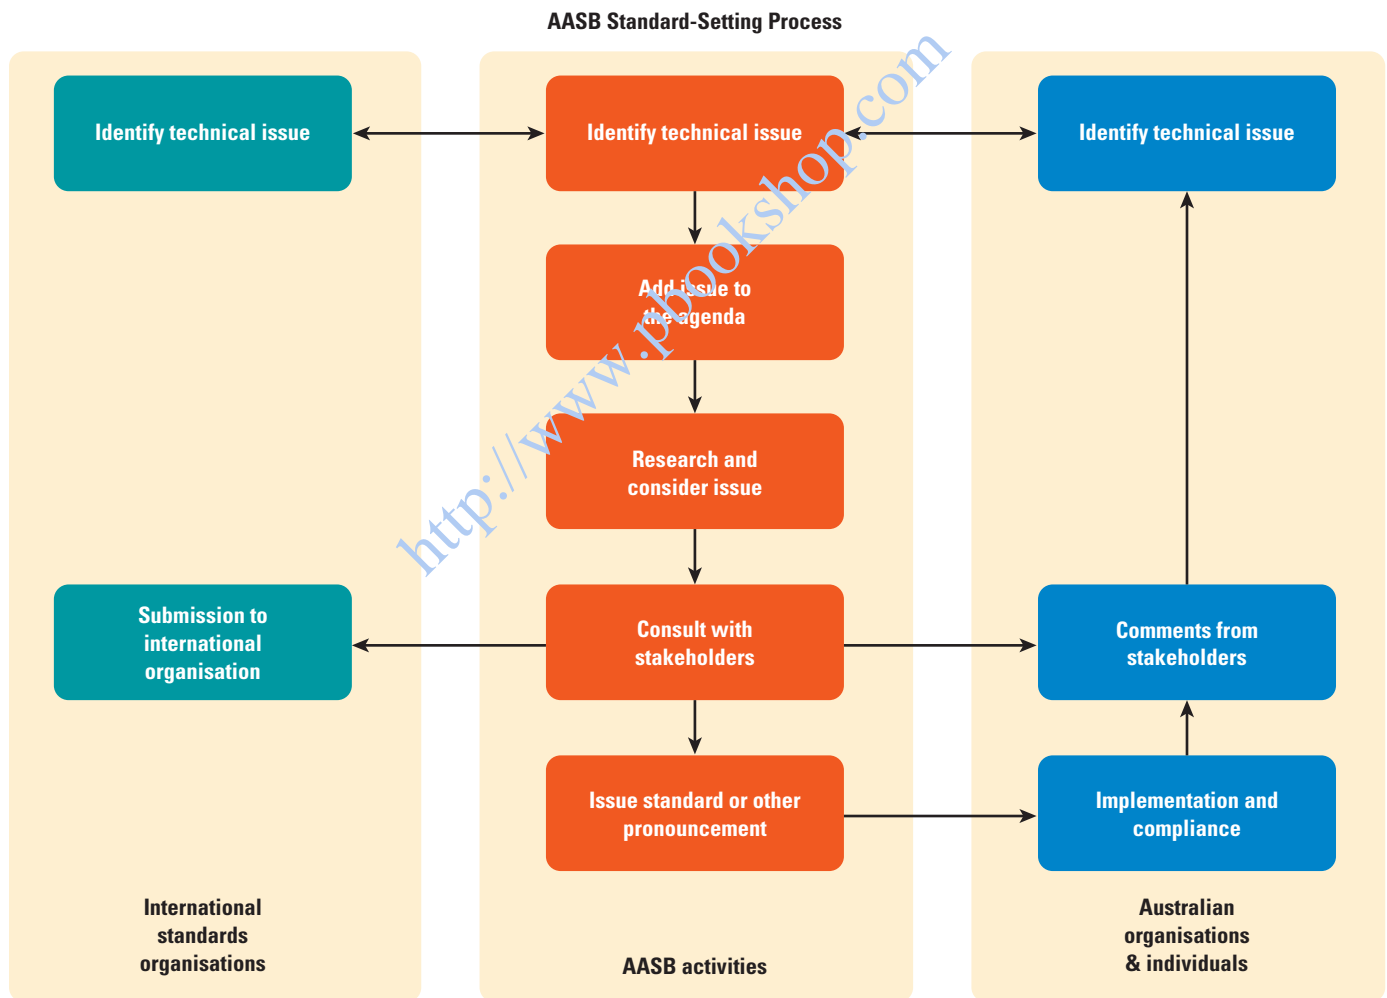 AASB Standard-Setting Process
Identify technical issue
Identify technical issue
Identify technical issue
Add issue to
the agenda
Research and
consider issue
Submission to
international
organisation
Consult with
stakeholders
Comments from
stakeholders
Issue standard or other
pronouncement
Implementation and
compliance
International
standards
organisations
AASB activities
Australian
organisations
& individuals
http://www.pbookshop.com